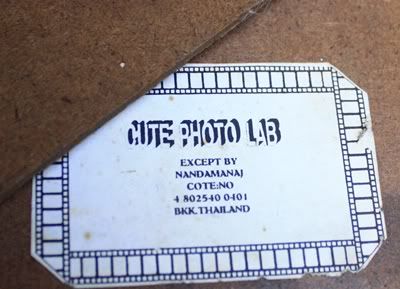 CUTE PHOTO LAB
EXCEPT BY
NANDAMANAJ
COTE:NO
4 802540 0401
BKK.THAILAND